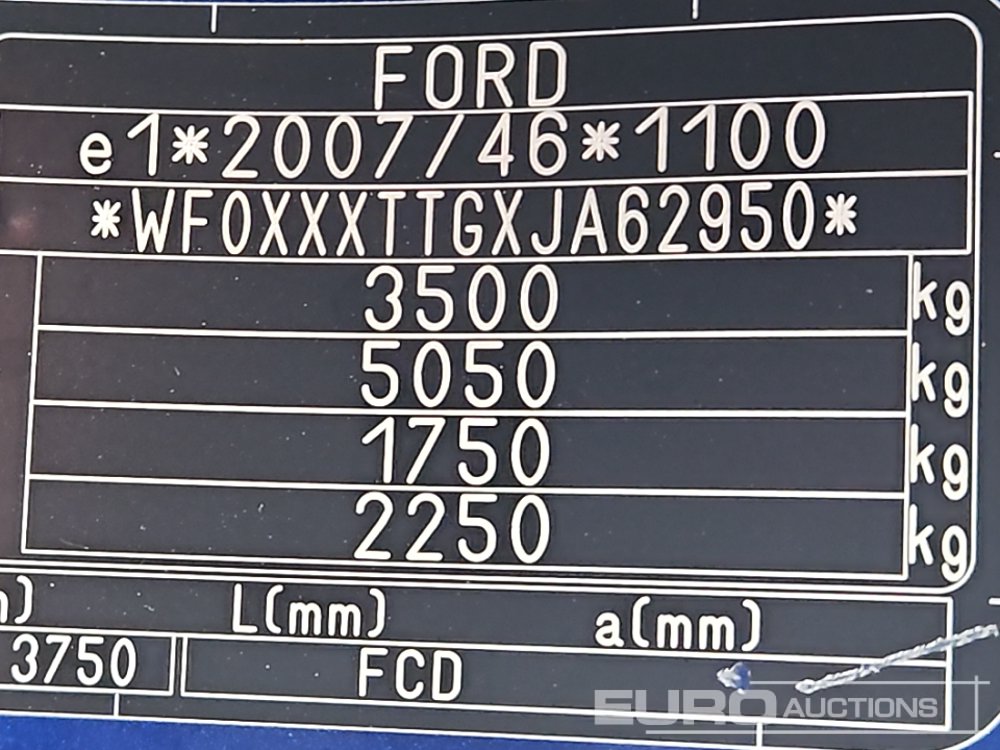 FORD
e1*2007/46*1100
*WF0XXXTTGXJA62950*
3500 kg
5050 kg
1750 kg
2250 kg
L(mm) a(mm)
3750 FCD
EURO AUCTIONS